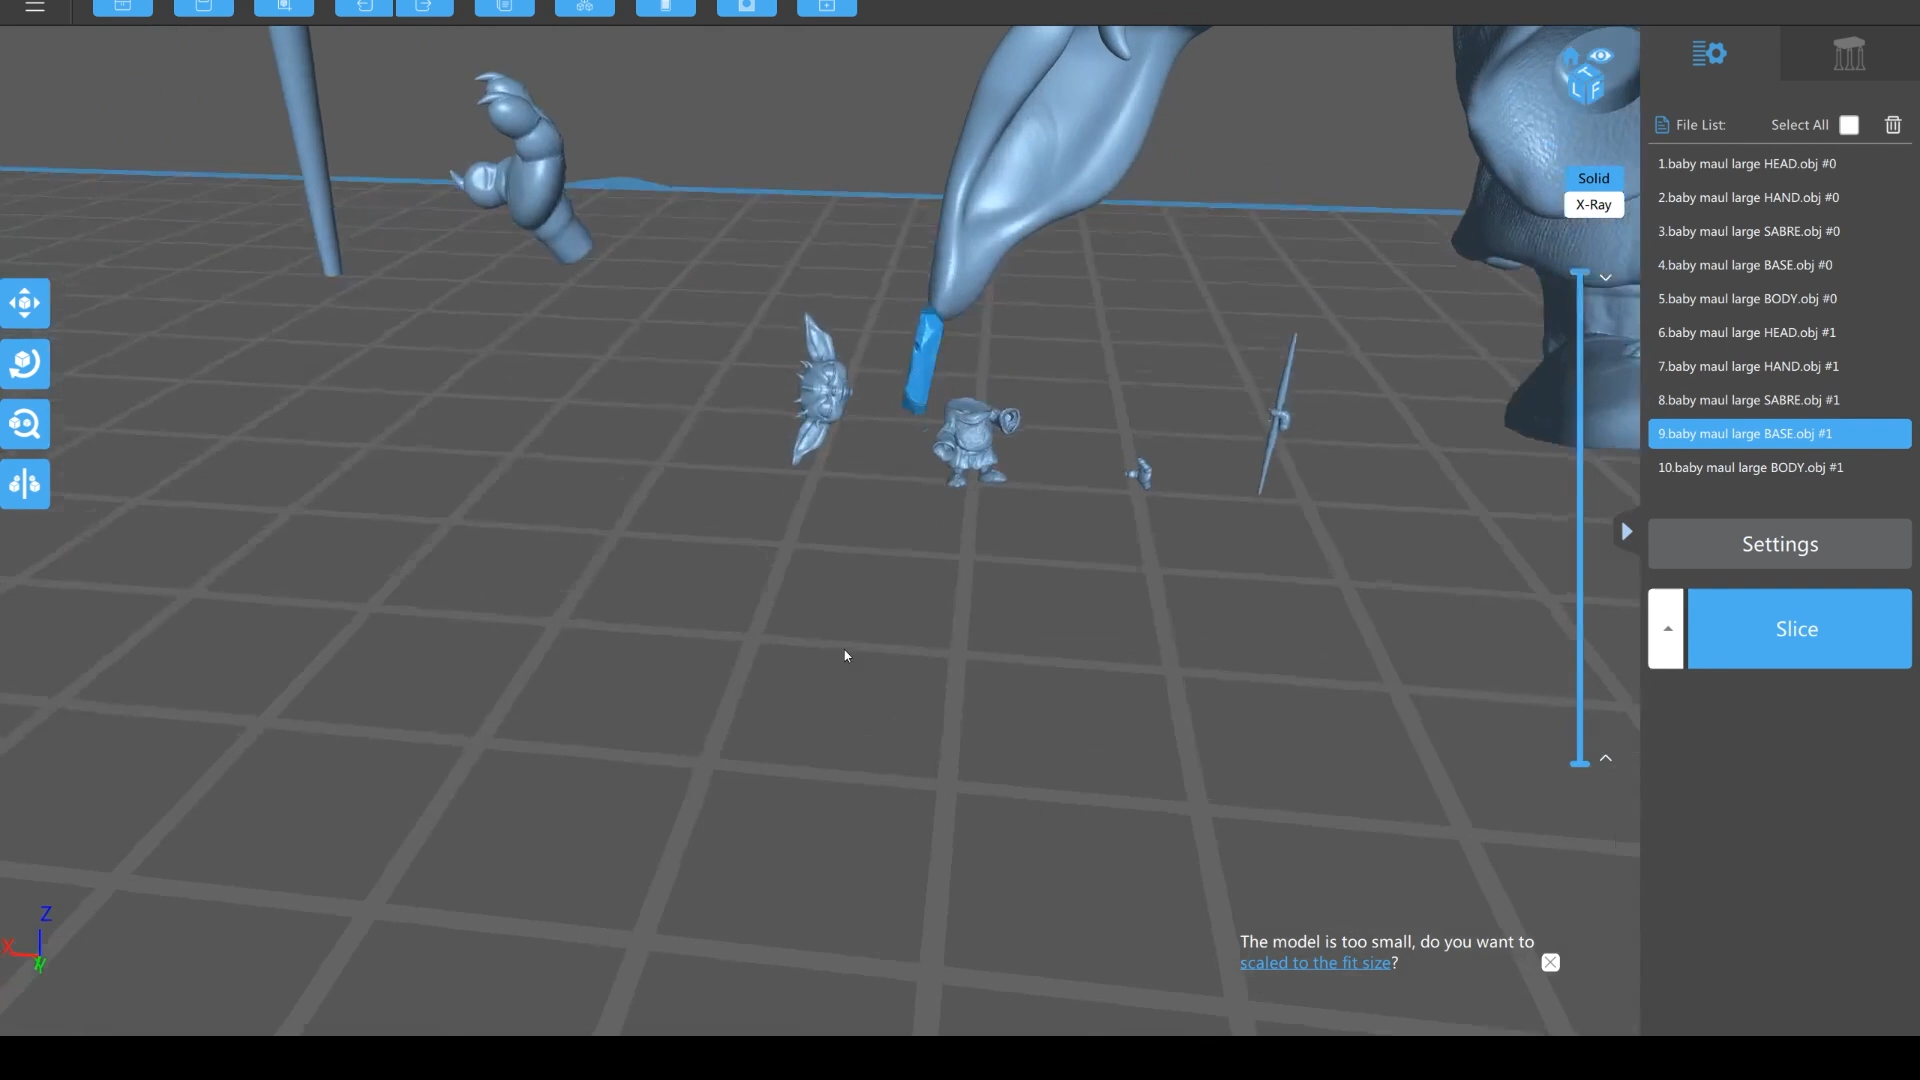 File List: Select All
1.baby maul large HEAD.obj #0
2.baby maul large HAND.obj #0
3.baby maul large SABRE.obj #0
4.baby maul large BASE.obj #0
5.baby maul large BODY.obj #0
6.baby maul large HEAD.obj #1
7.baby maul large HAND.obj #1
8.baby maul large SABRE.obj #1
9.baby maul large BASE.obj #1
10.baby maul large BODY.obj #1
T
L F
Solid
X-Ray
Settings
Slice
Z
X
Y
The model is too small, do you want to
scaled to the fit size?